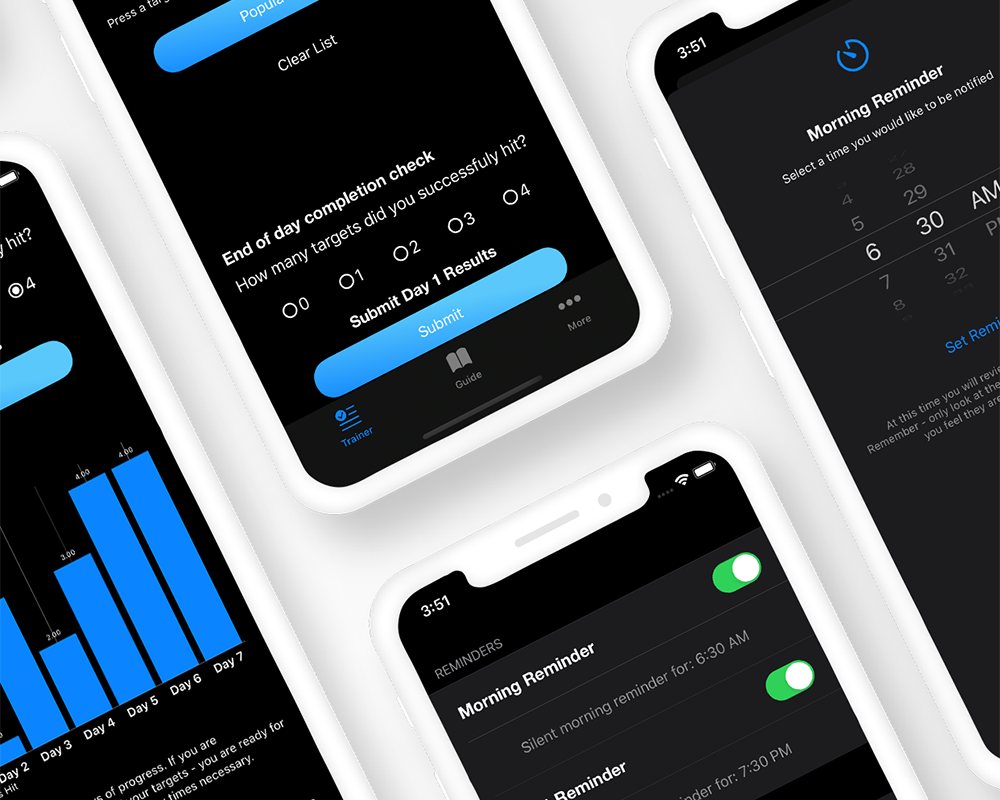 Press a targ
Popula
Clear List
End of day completion check
How many targets did you successfuly hit?
0
1
2
3
4
Submit Day 1 Results
Submit
Trainer
Guide
More
3:51
Morning Reminder
Select a time you would like to be notified
28
4
29
5
30
AM
6
31
7
32
8
Set Remi
At this time you will revie
Remember - only look at the
you feel they are
hit?
4
4.00
4.00
3.00
2.00
Day 2
Day 3
Day 4
Day 5
Day 6
Day 7
Hit
of progress. If you are
your targets - you are ready for
times necessary.
3:51
REMINDERS
Morning Reminder
Silent morning reminder for: 6:30 AM
Reminder
for: 7:30 PM